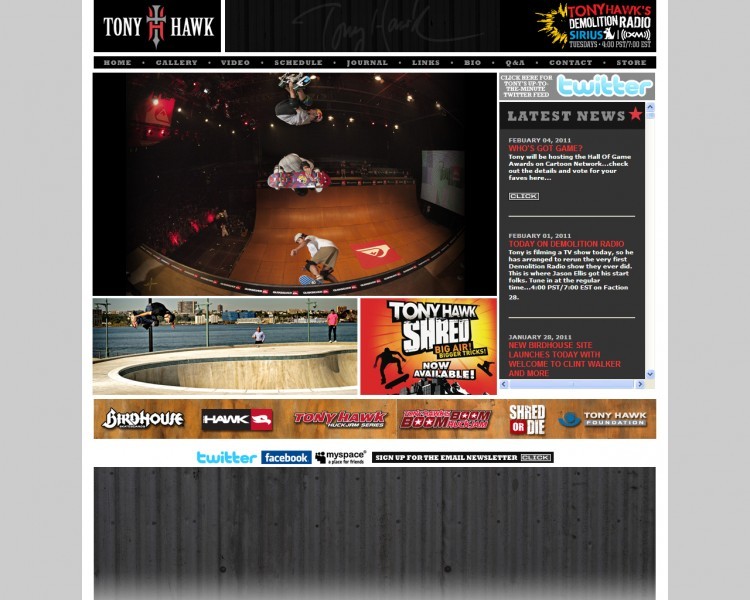 TONY HAWK
Tony Hawk
TONYHAWK'S
DEMOLITION RADIO
SIRIUS ((XM))
TUESDAYS • 4:00 PST/7:00 EST
HOME • GALLERY • VIDEO • SCHEDULE • JOURNAL • LINKS • BIO • Q&A • CONTACT • STORE
CLICK HERE FOR
TONY'S UP-TO-
THE-MINUTE
TWITTER FEED
twitter
LATEST NEWS
FEBUARY 04, 2011
WHO'S GOT GAME?
Tony will be hosting the Hall Of Game
Awards on Cartoon Network...check
out the details and vote for your
faves here...
CLICK
FEBUARY 01, 2011
TODAY ON DEMOLITION RADIO
Tony is filming a TV show today, so he
has arranged to rerun the very first
Demolition Radio show they ever did.
This is where Jason Ellis got his start
folks. Tune in at the regular
time...4:00 PST/7:00 EST on Faction
28.
JANUARY 28, 2011
NEW BIRDHOUSE SITE
LAUNCHES TODAY WITH
WELCOME TO CLINT WALKER
AND MORE
TONY HAWK
SHRED
BIG AIR!
BIGGER TRICKS!
NOW
AVAILABLE!
BIRDHOUSE
HAWK
TONY HAWK
HUCKJAM SERIES
TONY HAWK'S
BOOM BOOM
HUCKJAM
SHRED
OR DIE
TONY HAWK
FOUNDATION
twitter facebook myspace
a place for friends
SIGN UP FOR THE EMAIL NEWSLETTER CLICK